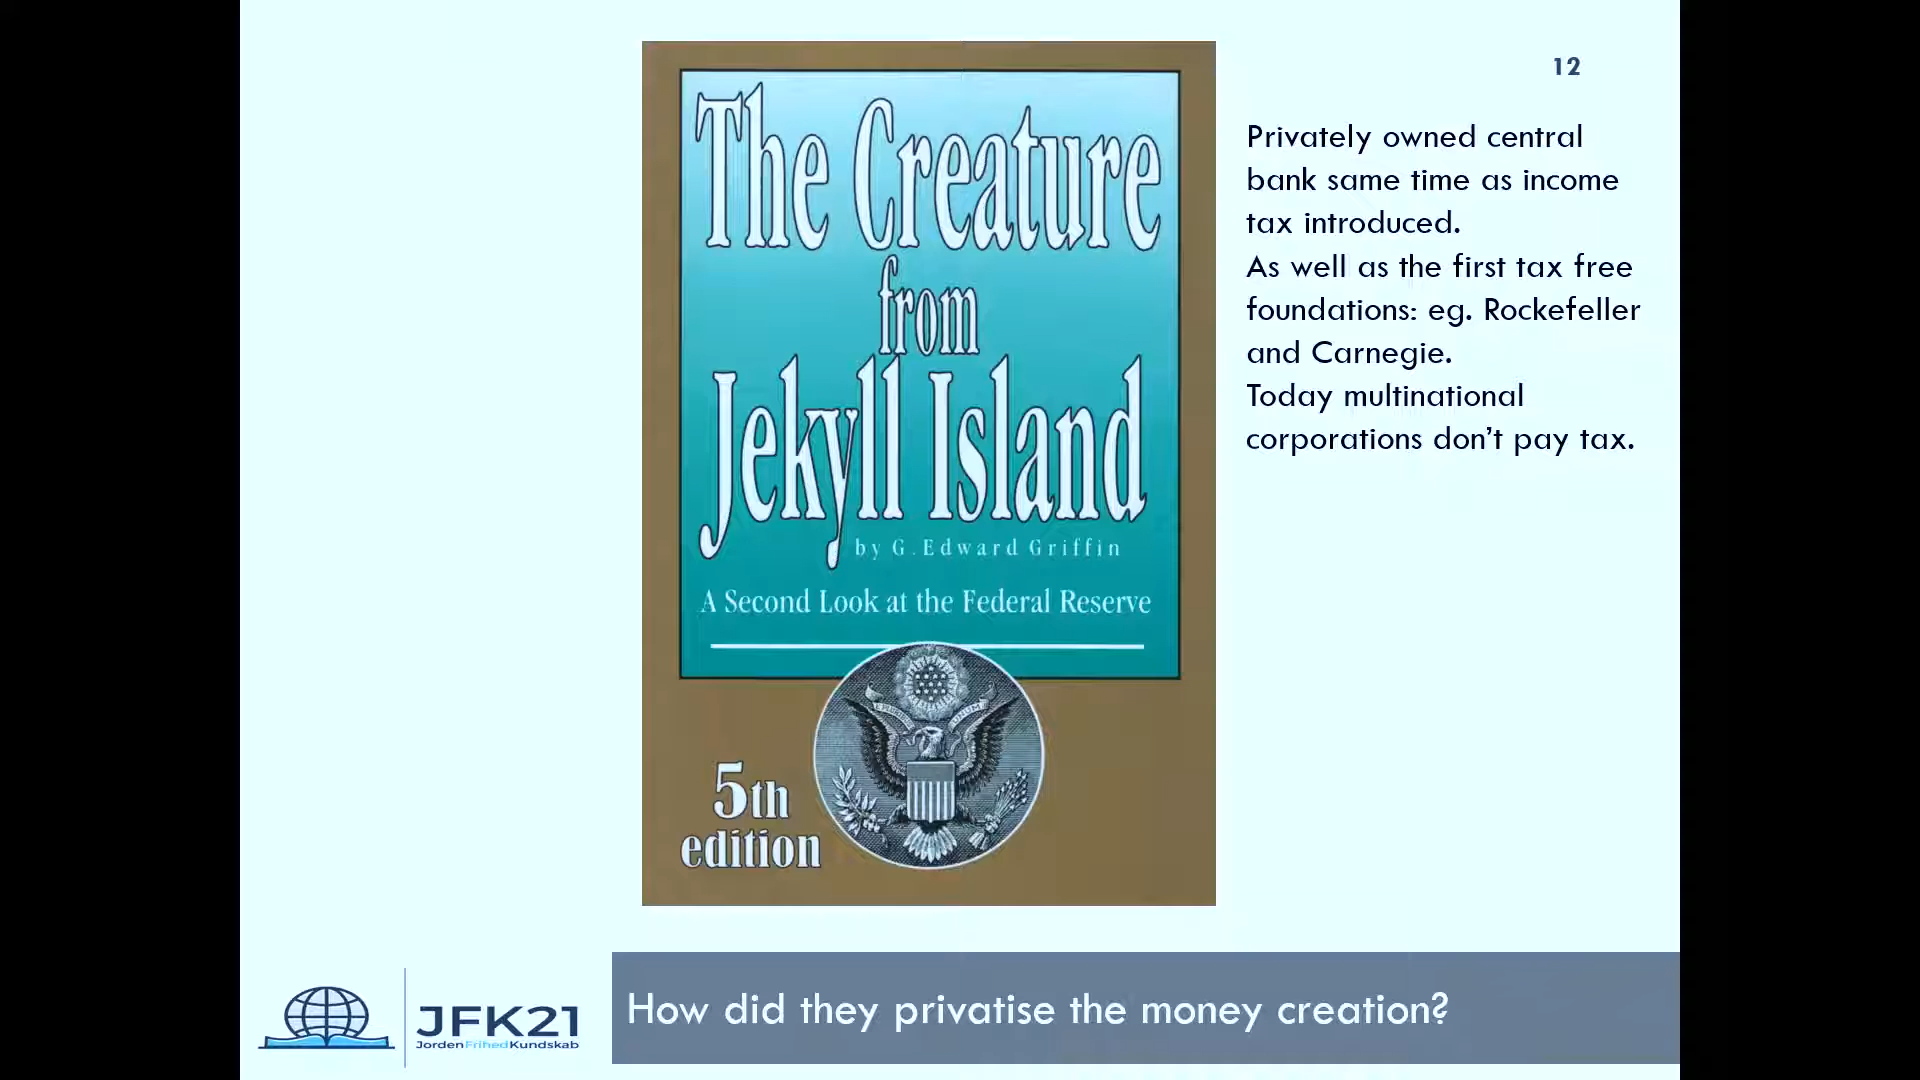 The Creature
from
Jekyll Island
by G. Edward Griffin
A Second Look at the Federal Reserve
5th
edition
12
Privately owned central
bank same time as income
tax introduced.
As well as the first tax free
foundations: eg. Rockefeller
and Carnegie.
Today multinational
corporations don’t pay tax.
JFK21
JordenFrihedKundskab
How did they privatise the money creation?